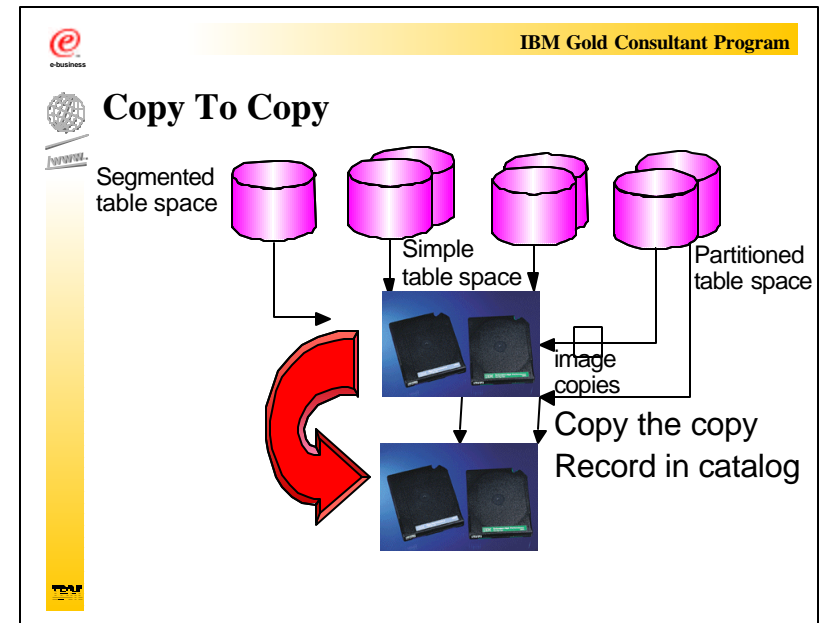 IBM Gold Consultant Program
e-business
Copy To Copy
www.
Segmented
table space
Simple
table space
Partitioned
table space
image
copies
Copy the copy
Record in catalog